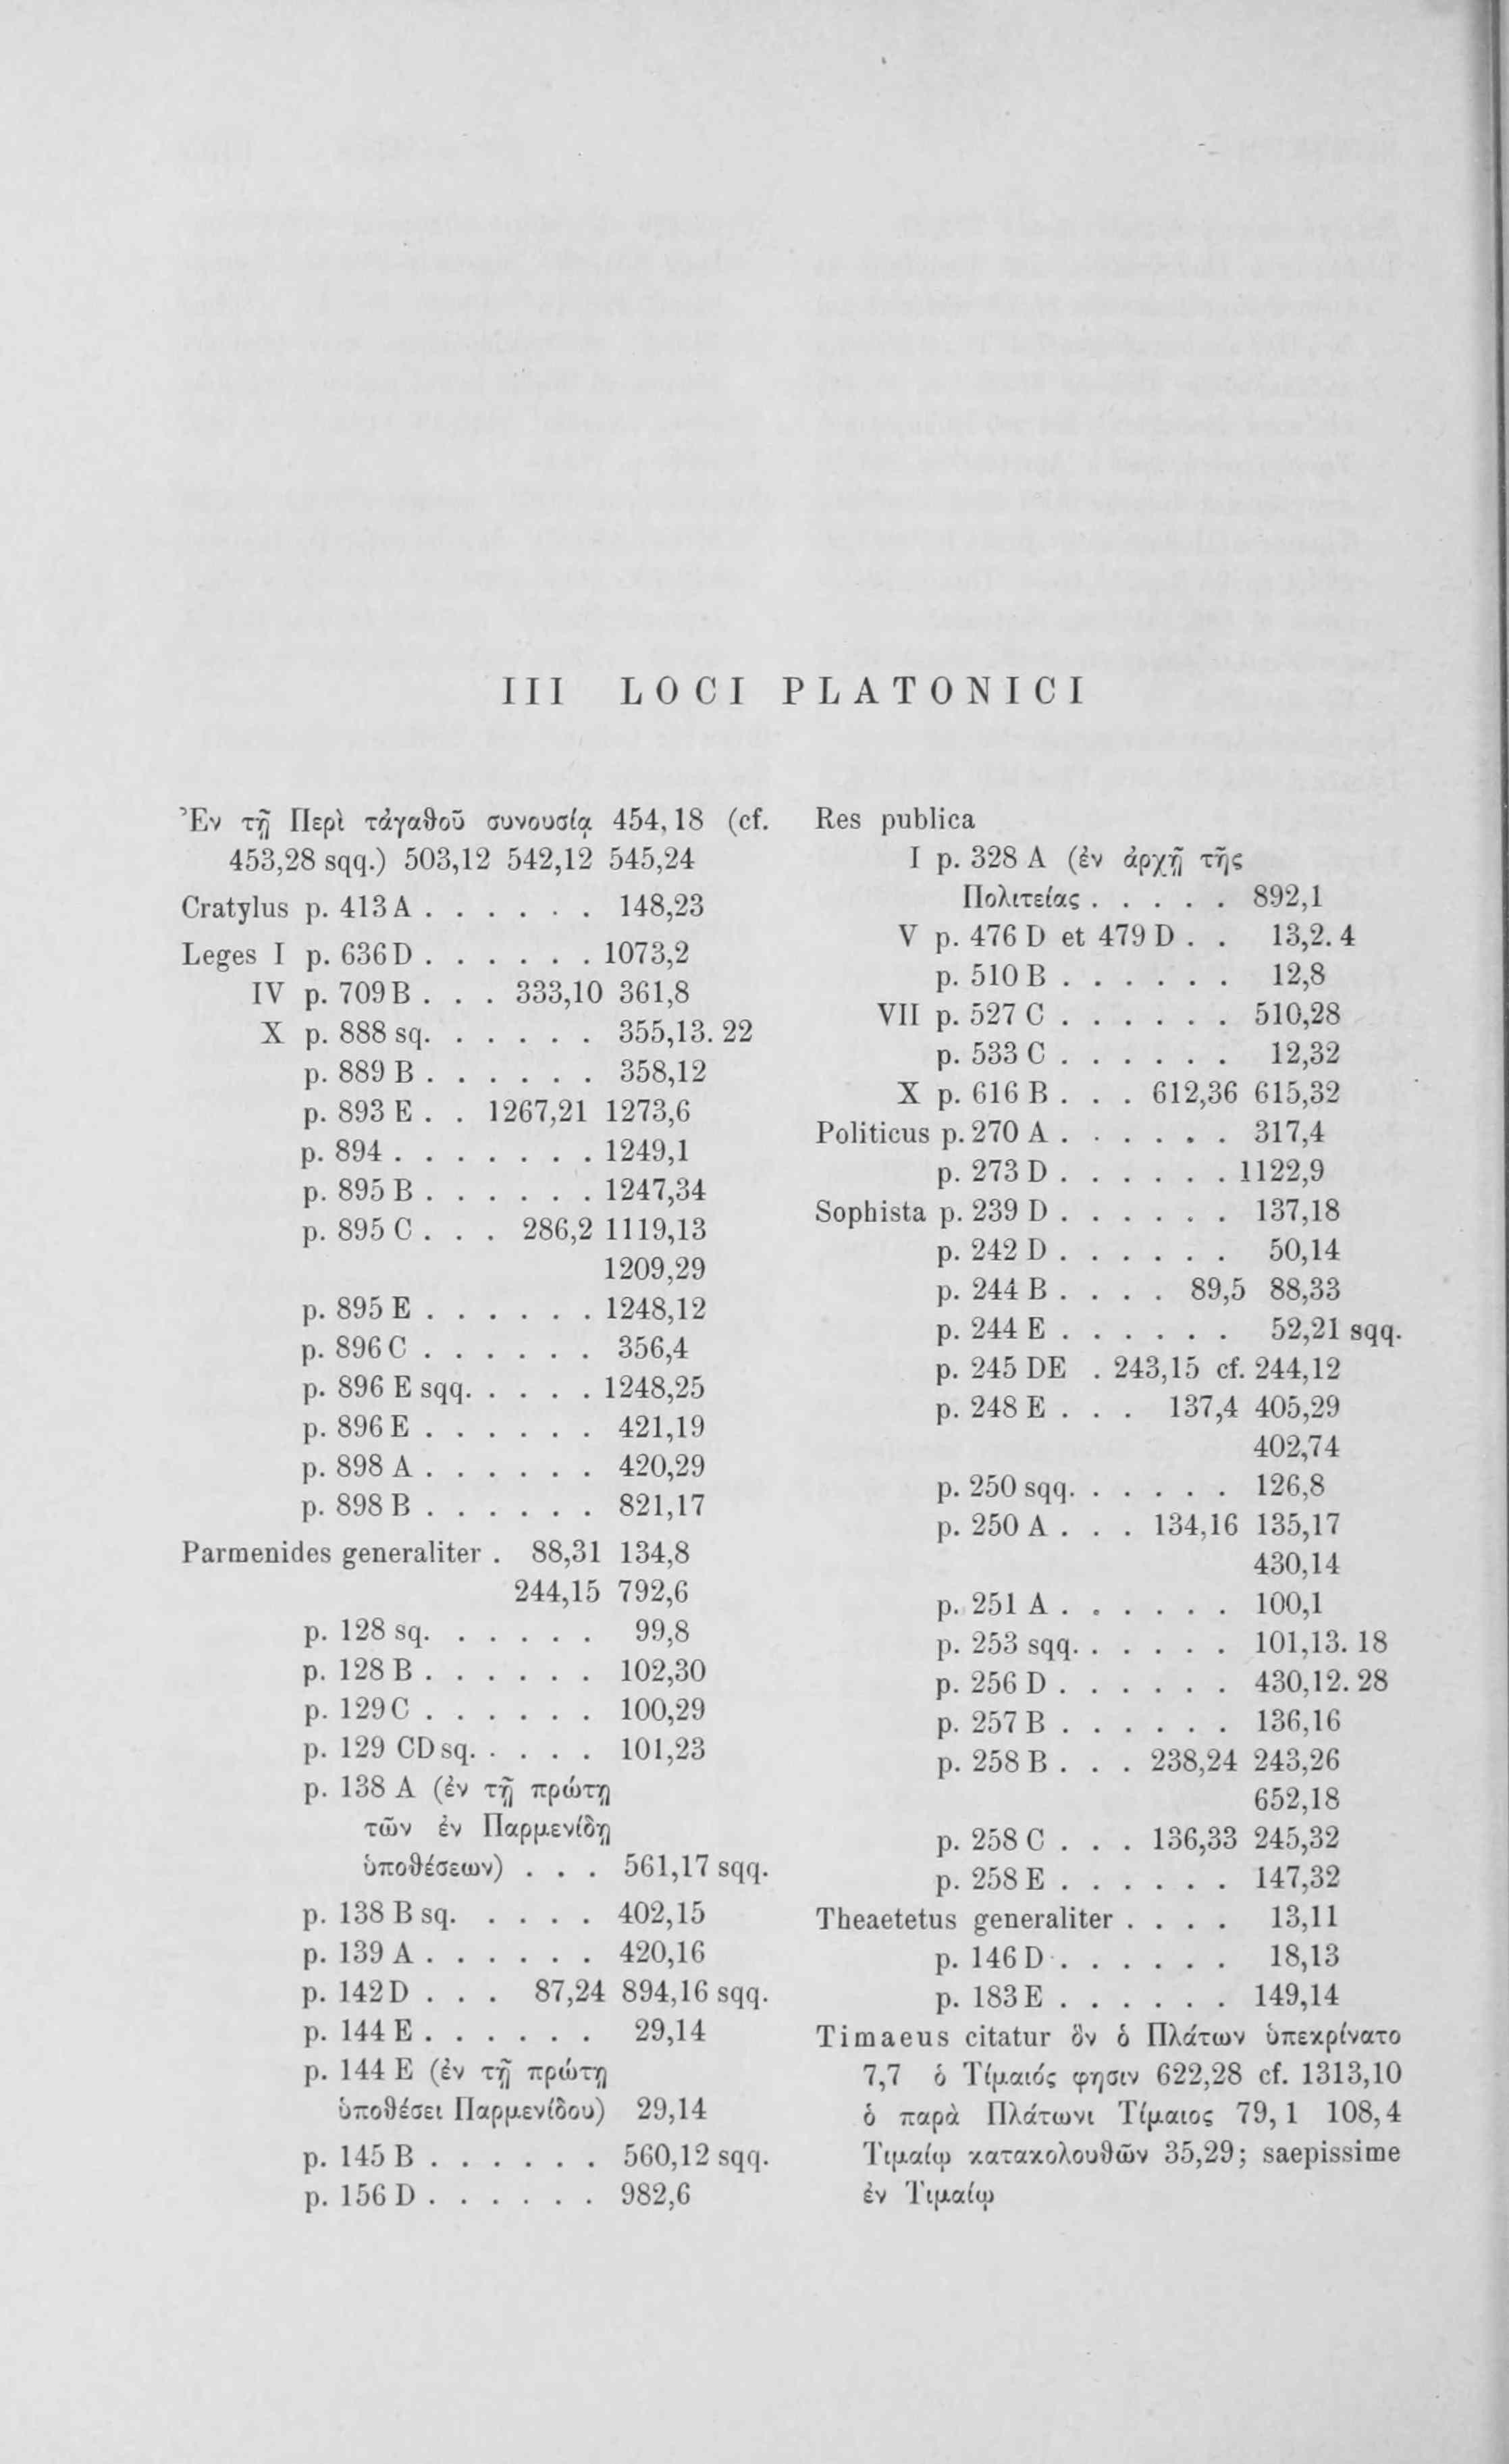 III LOCI PLATONICI
Ἐν τῇ Περὶ τἀγαθοῦ συνουσίᾳ 454,18 (cf.
453,28 sqq.) 503,12 542,12 545,24
Cratylus p. 413 A . . . . . . 148,23
Leges I p. 636 D . . . . . . 1073,2
IV p. 709 B . . . 333,10 361,8
X p. 888 sq. . . . . . . 355,13. 22
p. 889 B . . . . . . 358,12
p. 893 E . . 1267,21 1273,6
p. 894 . . . . . . . 1249,1
p. 895 B . . . . . . 1247,34
p. 895 C . . . 286,2 1119,13
1209,29
p. 895 E . . . . . . 1248,12
p. 896 C . . . . . . 356,4
p. 896 E sqq. . . . . 1248,25
p. 896 E . . . . . . 421,19
p. 898 A . . . . . . 420,29
p. 898 B . . . . . . 821,17
Parmenides generaliter . 88,31 134,8
244,15 792,6
p. 128 sq. . . . . . 99,8
p. 128 B . . . . . . 102,30
p. 129 C . . . . . . 100,29
p. 129 CD sq. . . . . 101,23
p. 138 A (ἐν τῇ πρώτῃ
τῶν ἐν Παρμενίδῃ
ὑποθέσεων) . . . 561,17 sqq.
p. 138 B sq. . . . . 402,15
p. 139 A . . . . . . 420,16
p. 142 D . . . 87,24 894,16 sqq.
p. 144 E . . . . . . 29,14
p. 144 E (ἐν τῇ πρώτῃ
ὑποθέσει Παρμενίδου) 29,14
p. 145 B . . . . . . 560,12 sqq.
p. 156 D . . . . . . 982,6
Res publica
I p. 328 A (ἐν ἀρχῇ τῆς
Πολιτείας . . . . . 892,1
V p. 476 D et 479 D . . 13,2. 4
p. 510 B . . . . . . 12,8
VII p. 527 C . . . . . . 510,28
p. 533 C . . . . . . 12,32
X p. 616 B . . . 612,36 615,32
Politicus p. 270 A . . . . . . 317,4
p. 273 D . . . . . . 1122,9
Sophista p. 239 D . . . . . . 137,18
p. 242 D . . . . . . 50,14
p. 244 B . . . . 89,5 88,33
p. 244 E . . . . . . 52,21 sqq.
p. 245 DE . 243,15 cf. 244,12
p. 248 E . . . 137,4 405,29
402,74
p. 250 sqq. . . . . . 126,8
p. 250 A . . . 134,16 135,17
430,14
p. 251 A . . . . . . 100,1
p. 253 sqq. . . . . . 101,13. 18
p. 256 D . . . . . . 430,12. 28
p. 257 B . . . . . . 136,16
p. 258 B . . . 238,24 243,26
652,18
p. 258 C . . . 136,33 245,32
p. 258 E . . . . . . 147,32
Theaetetus generaliter . . . . 13,11
p. 146 D . . . . . . 18,13
p. 183 E . . . . . . 149,14
Timaeus citatur ὃν ὁ Πλάτων ὑπεκρίνατο
7,7 ὁ Τίμαιός φησιν 622,28 cf. 1313,10
ὁ παρὰ Πλάτωνι Τίμαιος 79,1 108,4
Τιμαίῳ κατακολουθῶν 35,29; saepissime
ἐν Τιμαίῳ